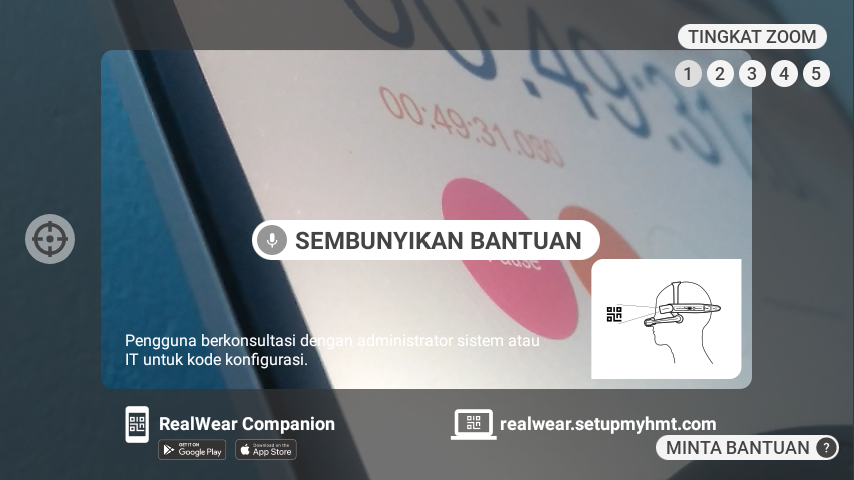 TINGKAT ZOOM
1 2 3 4 5
00:49:31.030
SEMBUNYIKAN BANTUAN
Pause
Pengguna berkonsultasi dengan administrator sistem atau
IT untuk kode konfigurasi.
RealWear Companion
GET IT ON
Google Play
Download on the
App Store
realwear.setupmyhmt.com
MINTA BANTUAN ?